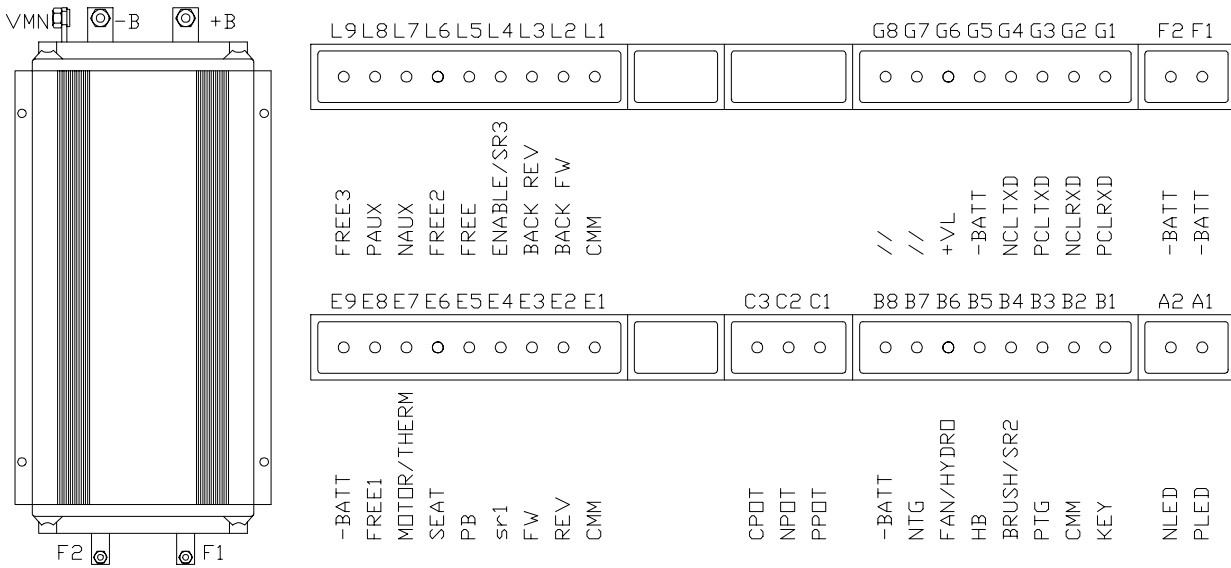 VMN -B +B
L9 L8 L7 L6 L5 L4 L3 L2 L1
G8 G7 G6 G5 G4 G3 G2 G1
F2 F1
FREE3
PAUX
NAUX
FREE2
FREE
ENABLE/SR3
BACK REV
BACK FW
CMM
//
//
+VL
-BATT
NCLTXD
PCLTXD
NCLRXD
PCLRXD
-BATT
-BATT
E9 E8 E7 E6 E5 E4 E3 E2 E1
C3 C2 C1
B8 B7 B6 B5 B4 B3 B2 B1
A2 A1
-BATT
FREE1
MOTOR/THERM
SEAT
PB
sr1
FW
REV
CMM
CPOT
NPOT
PPOT
-BATT
NTG
FAN/HYDRO
HB
BRUSH/SR2
PTG
CMM
KEY
NLED
PLED
F2 F1